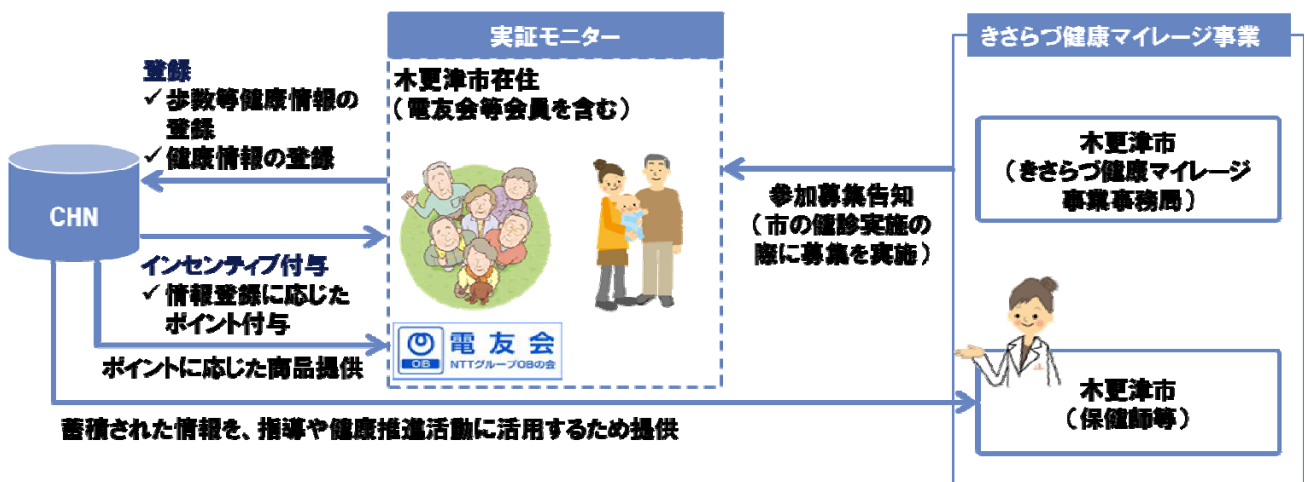 実証モニター
きさらづ健康マイレージ事業
登録
✓ 歩数等健康情報の
登録
✓ 健康情報の登録
木更津市在住
（電友会等会員を含む）
木更津市
（きさらづ健康マイレージ
事業事務局）
参加募集告知
（市の健診実施の
際に募集を実施）
CHN
インセンティブ付与
✓ 情報登録に応じた
ポイント付与
OB
電友会
NTTグループOBの会
ポイントに応じた商品提供
木更津市
（保健師等）
蓄積された情報を、指導や健康推進活動に活用するため提供